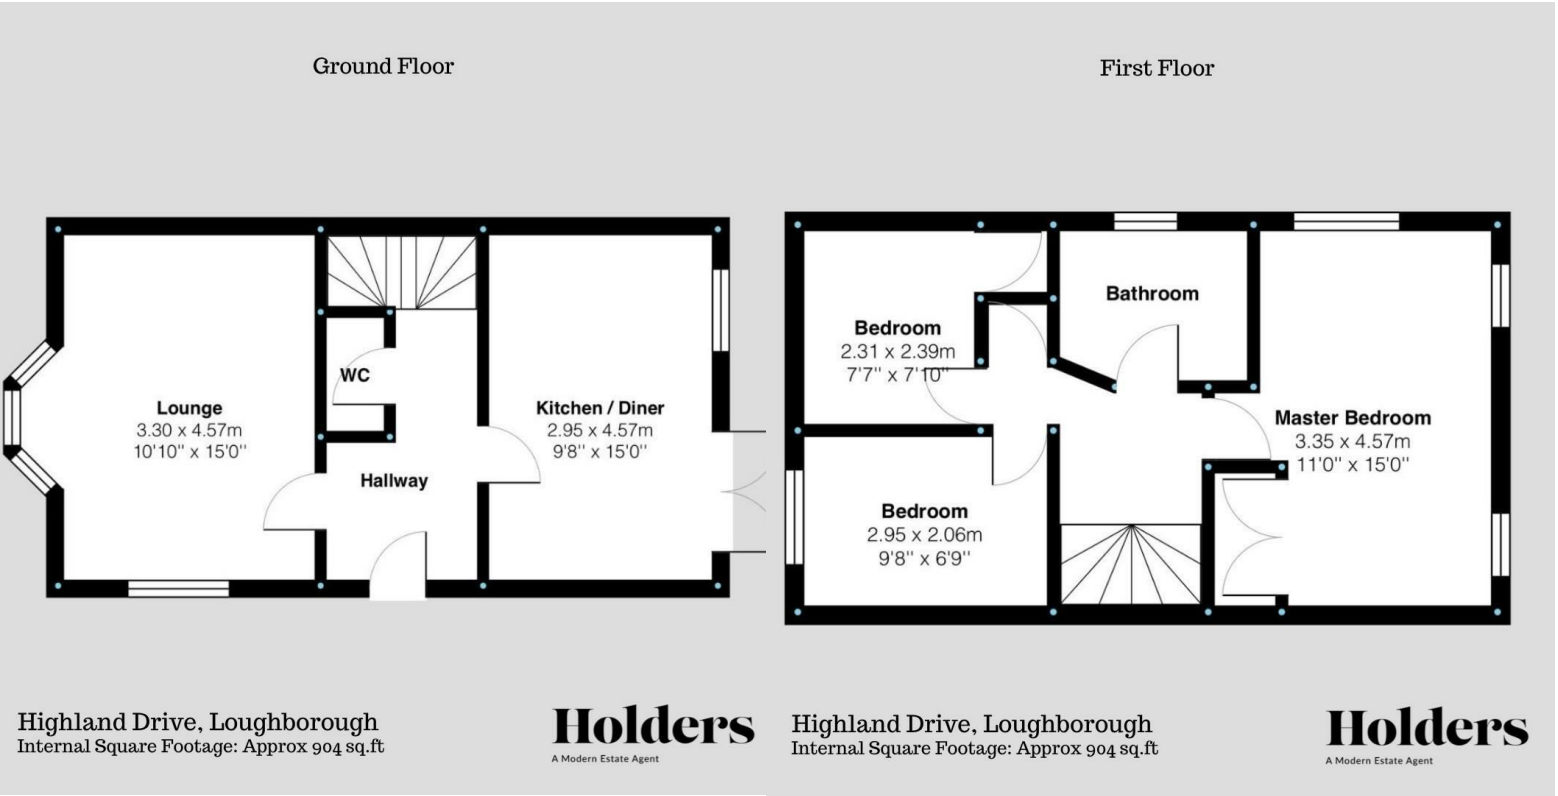 Ground Floor
WC
Lounge
3.30 x 4.57m
10'10'' x 15'0''
Kitchen / Diner
2.95 x 4.57m
9'8'' x 15'0''
Hallway
Highland Drive, Loughborough
Internal Square Footage: Approx 904 sq.ft
Holders
A Modern Estate Agent
First Floor
Bathroom
Bedroom
2.31 x 2.39m
7'7'' x 7'10''
Master Bedroom
3.35 x 4.57m
11'0'' x 15'0''
Bedroom
2.95 x 2.06m
9'8'' x 6'9''
Highland Drive, Loughborough
Internal Square Footage: Approx 904 sq.ft
Holders
A Modern Estate Agent